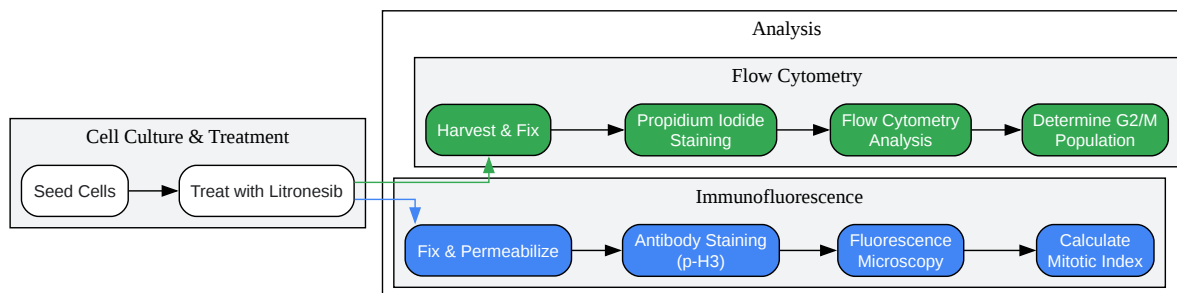 Analysis
Flow Cytometry
Harvest & Fix
Propidium Iodide
Staining
Flow Cytometry
Analysis
Determine G2/M
Population
Cell Culture & Treatment
Seed Cells
Treat with Litronesib
Immunofluorescence
Fix & Permeabilize
Antibody Staining
(p-H3)
Fluorescence
Microscopy
Calculate
Mitotic Index